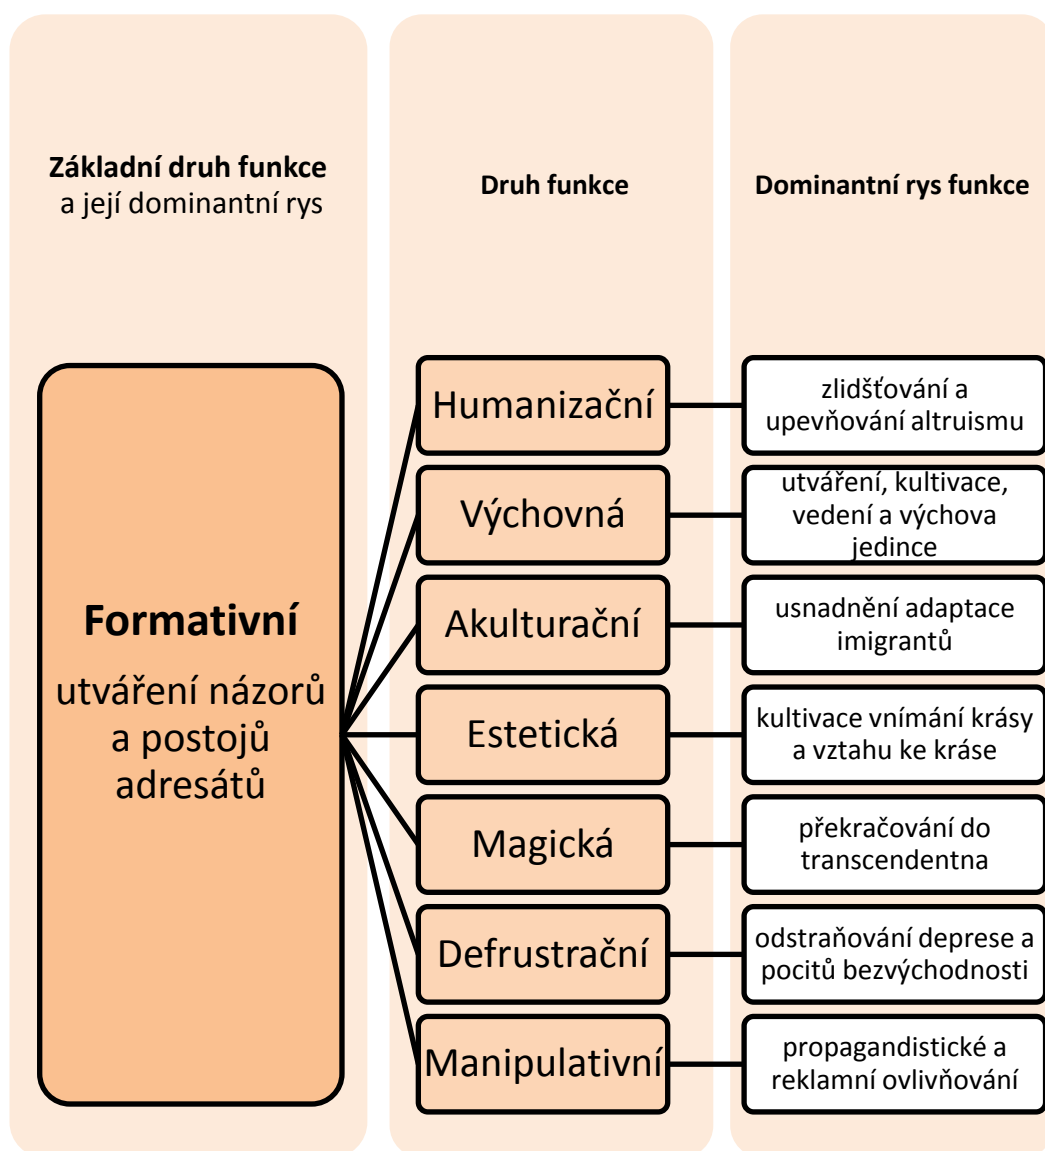 Základní druh funkce
a její dominantní rys
Druh funkce
Dominantní rys funkce
Formativní
utváření názorů
a postojů
adresátů
Humanizační
zlidšťování a
upevňování altruismu
Výchovná
utváření, kultivace,
vedení a výchova
jedince
Akulturační
usnadnění adaptace
imigrantů
Estetická
kultivace vnímání krásy
a vztahu ke kráse
Magická
překračování do
transcendentna
Defrustrační
odstraňování deprese a
pocitů bezvýchodnosti
Manipulativní
propagandistické a
reklamní ovlivňování